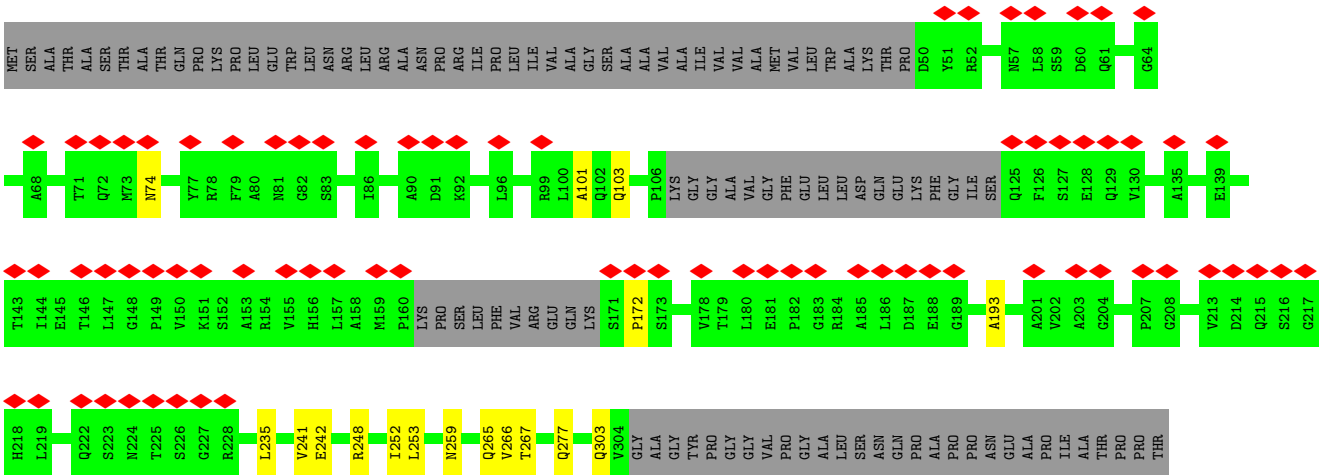 MET SER ALA THR ALA SER THR ALA THR GLN PRO LYS PRO LEU GLU TRP LEU ASN ARG LEU ARG ALA ASN PRO ARG ILE PRO LEU ILE VAL ALA GLY SER ALA ALA VAL ALA ILE VAL VAL ALA MET VAL LEU TRP ALA LYS THR PRO D50 Y51 R52 N57 L58 S59 D60 Q61 G64
A68 T71 Q72 M73 N74 Y77 R78 F79 A80 N81 G82 S83 I86 A90 D91 K92 L96 R99 L100 A101 Q102 Q103 P106 LYS GLY GLY ALA VAL GLY PHE GLU LEU LEU ASP GLN GLU LYS PHE GLY ILE SER Q125 F126 S127 E128 Q129 V130 A135 E139
T143 I144 E145 T146 L147 G148 P149 V150 K151 S152 A153 R154 V155 H156 L157 A158 M159 P160 LYS PRO SER LEU PHE VAL ARG GLU GLN LYS S171 P172 S173 V178 T179 L180 E181 P182 G183 R184 A185 L186 D187 E188 G189 A193 A201 V202 A203 G204 P207 G208 V213 D214 Q215 S216 G217
H218 L219 Q222 S223 N224 T225 S226 G227 R228 L235 V241 E242 R248 I252 L253 N259 Q265 V266 T267 Q277 Q303 V304 GLY ALA GLY TYR PRO GLY GLY VAL PRO GLY ALA LEU SER ASN GLN PRO ALA PRO PRO ASN GLU ALA PRO ILE ALA THR PRO PRO THR